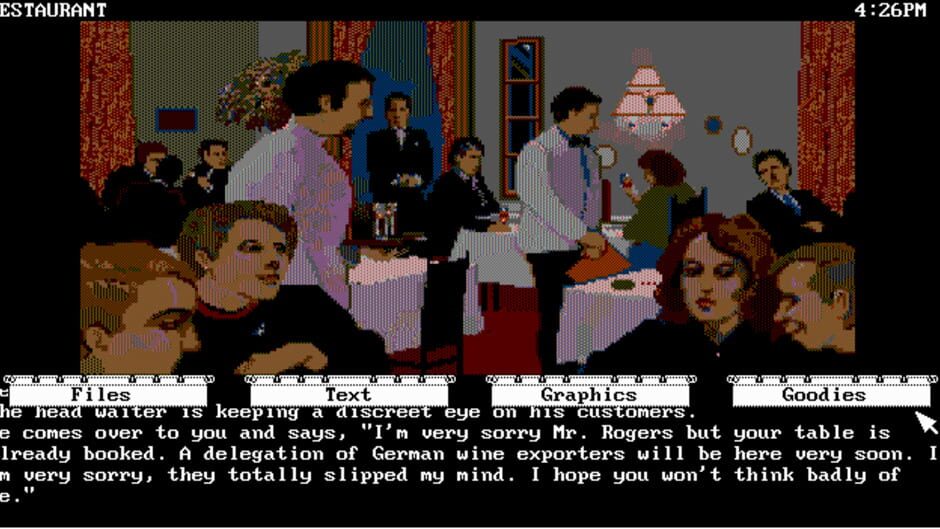 ESTAURANT
4:26PM
Files
Text
Graphics
Goodies
he head waiter is keeping a discreet eye on his customers.
e comes over to you and says, "I'm very sorry Mr. Rogers but your table is
lready booked. A delegation of German wine exporters will be here very soon. I
m very sorry, they totally slipped my mind. I hope you won't think badly of
e."